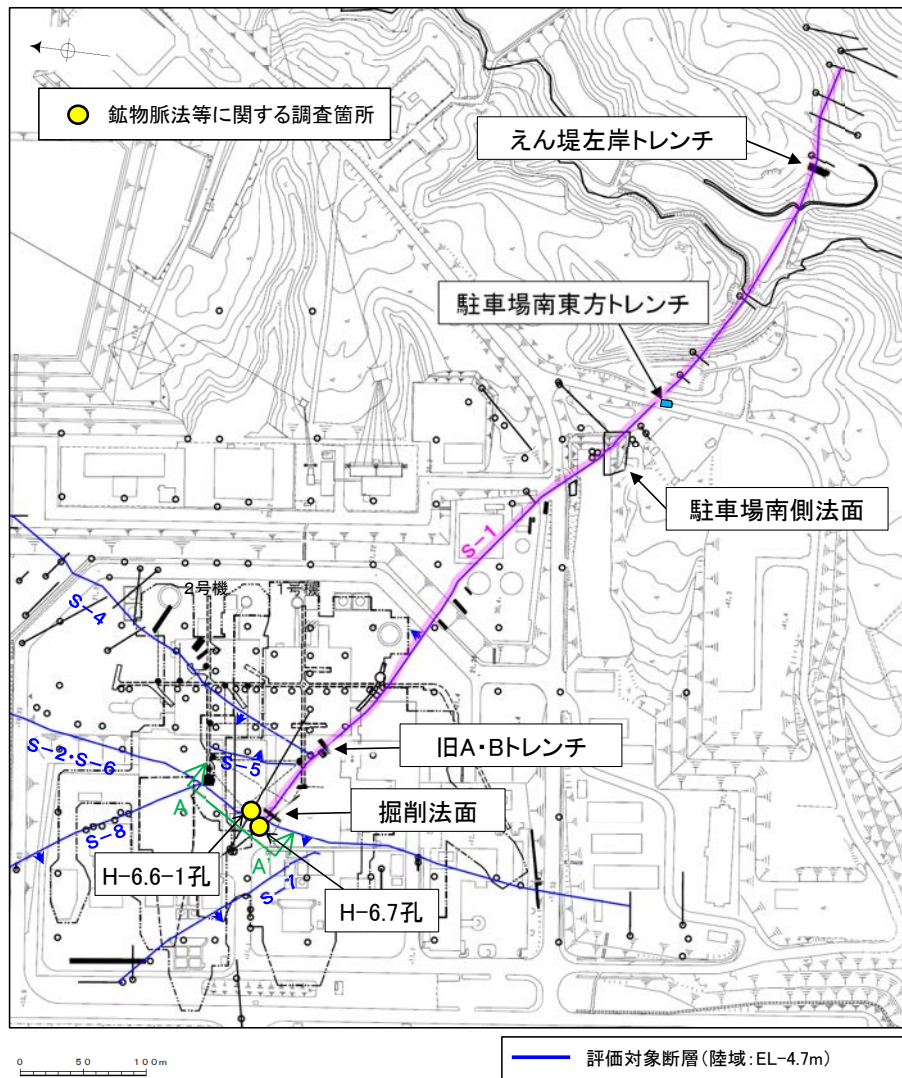 鉱物脈法等に関する調査箇所
えん堤左岸トレンチ
駐車場南東方トレンチ
駐車場南側法面
S-1
2号機
1号機
S-4
旧A・Bトレンチ
S-2・S-6
S-5
A
掘削法面
S-8
A'
H-6.6-1孔
S-7
H-6.7孔
0 50 100m
評価対象断層(陸域:EL-4.7m)